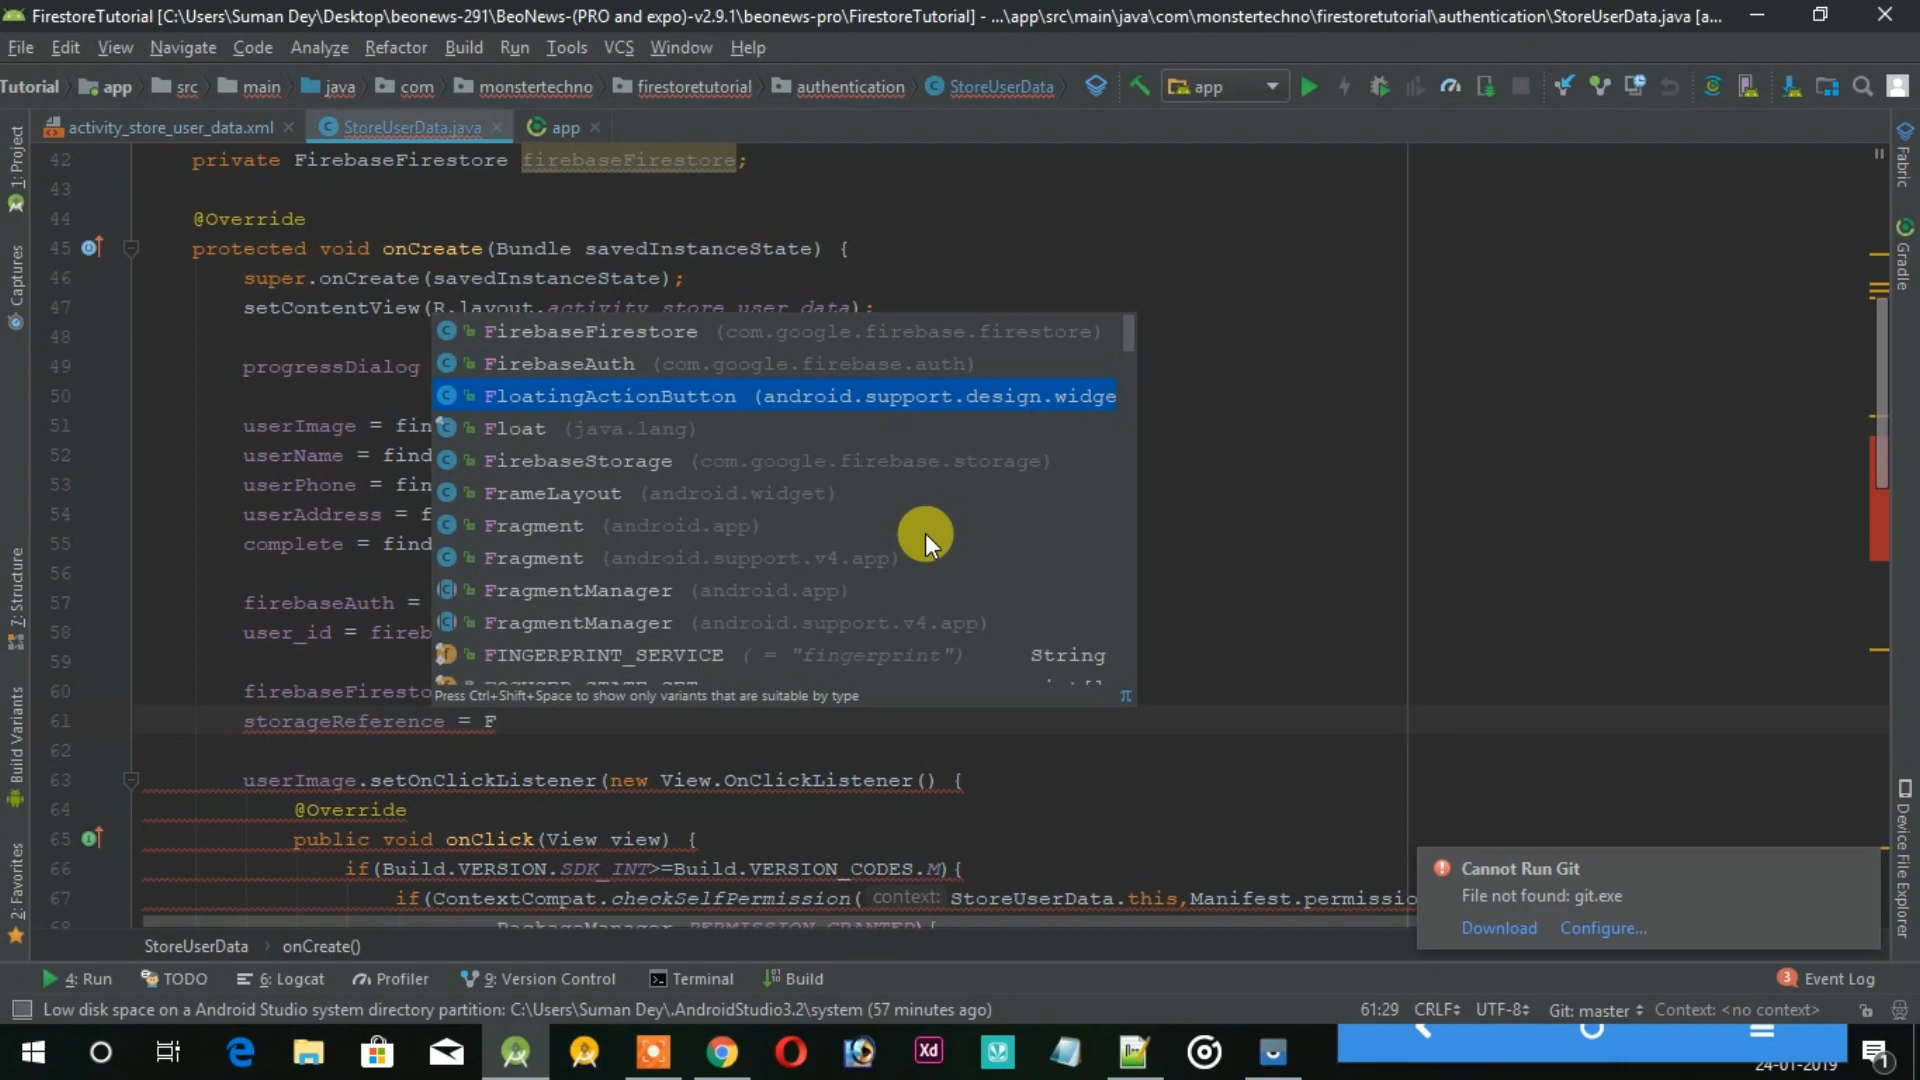 FirestoreTutorial [C:\Users\Suman Dey\Desktop\beonews-291\BeoNews-(PRO and expo)-v2.9.1\beonews-pro\FirestoreTutorial] - ...\app\src\main\java\com\monstertechno\firestoretutorial\authentication\StoreUserData.java [a...
File Edit View Navigate Code Analyze Refactor Build Run Tools VCS Window Help
Tutorial app src main java com monstertechno firestoretutorial authentication StoreUserData app
activity_store_user_data.xml StoreUserData.java app
1: Project
Captures
7: Structure
Build Variants
2: Favorites
42 private FirebaseFirestore firebaseFirestore;
43
44 @Override
45 protected void onCreate(Bundle savedInstanceState) {
46 super.onCreate(savedInstanceState);
47 setContentView(R.layout.activity_store_user_data);
48
49 progressDialog
50
51 userImage = fin
52 userName = find
53 userPhone = fin
54 userAddress = f
55 complete = find
56
57 firebaseAuth =
58 user_id = fireb
59
60 firebaseFiresto
61 storageReference = F
62
63 userImage.setOnClickListener(new View.OnClickListener() {
64 @Override
65 public void onClick(View view) {
66 if(Build.VERSION.SDK_INT>=Build.VERSION_CODES.M){
67 if(ContextCompat.checkSelfPermission( context: StoreUserData.this,Manifest.permissio
68 PackageManager.PERMISSION_GRANTED){
FirebaseFirestore (com.google.firebase.firestore)
FirebaseAuth (com.google.firebase.auth)
FloatingActionButton (android.support.design.widge
Float (java.lang)
FirebaseStorage (com.google.firebase.storage)
FrameLayout (android.widget)
Fragment (android.app)
Fragment (android.support.v4.app)
FragmentManager (android.app)
FragmentManager (android.support.v4.app)
FINGERPRINT_SERVICE ( = "fingerprint") String
Press Ctrl+Shift+Space to show only variants that are suitable by type π
Fabric
Gradle
Device File Explorer
Cannot Run Git
File not found: git.exe
Download Configure...
StoreUserData onCreate()
4: Run TODO 6: Logcat Profiler 9: Version Control Terminal Build 3 Event Log
Low disk space on a Android Studio system directory partition: C:\Users\Suman Dey\.AndroidStudio3.2\system (57 minutes ago) 61:29 CRLF UTF-8 Git: master Context: <no context>
Xd
24-01-2019
1